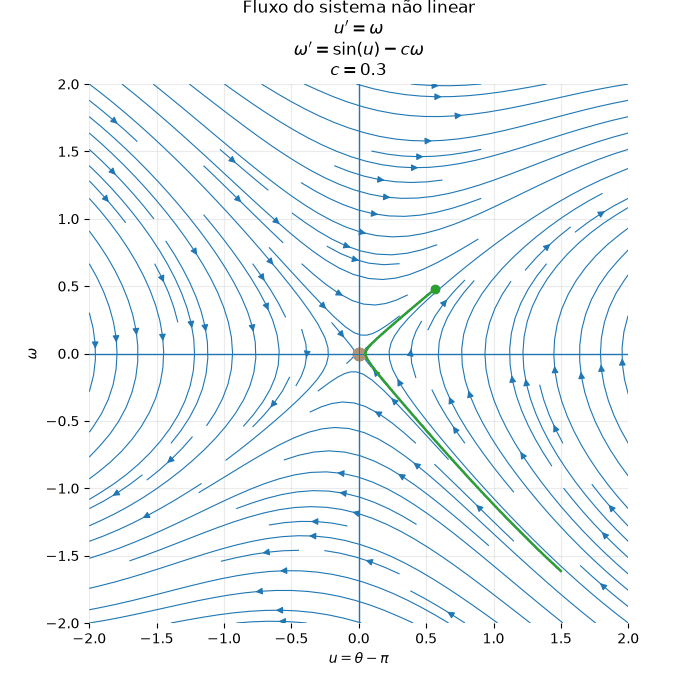 Fluxo do sistema não linear
u′ = ω
ω′ = sin(u) − cω
c = 0.3
2.0
1.5
1.0
0.5
0.0
−0.5
−1.0
−1.5
−2.0
ω
−2.0 −1.5 −1.0 −0.5 0.0 0.5 1.0 1.5 2.0
u = θ − π